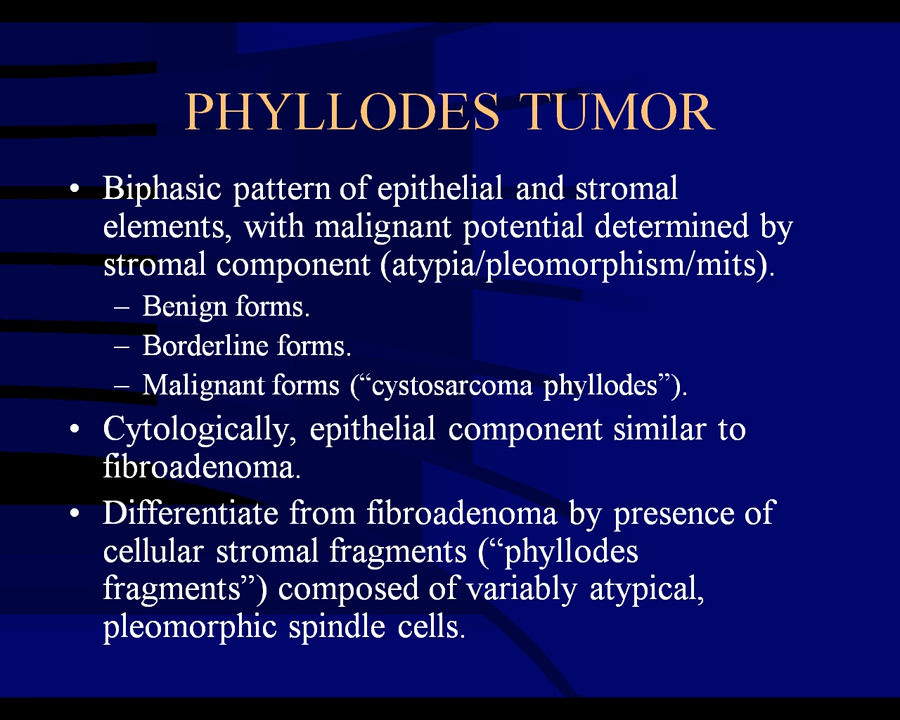 PHYLLODES TUMOR
• Biphasic pattern of epithelial and stromal
elements, with malignant potential determined by
stromal component (atypia/pleomorphism/mits).
– Benign forms.
– Borderline forms.
– Malignant forms (“cystosarcoma phyllodes”).
• Cytologically, epithelial component similar to
fibroadenoma.
• Differentiate from fibroadenoma by presence of
cellular stromal fragments (“phyllodes
fragments”) composed of variably atypical,
pleomorphic spindle cells.